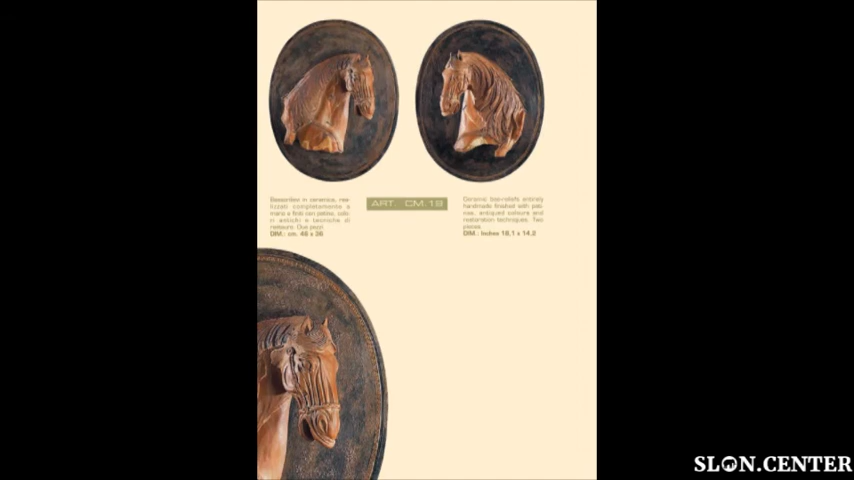 Bassorilievi in ceramica, rea-
lizzati completamente a
mano e finiti con patine, colo-
ri antichi e tecniche di
restauro. Due pezzi
DIM.: cm. 46 x 36
ART. CM.18
Ceramic bas-reliefs entirely
handmade finished with pati-
nas, antiqued colours and
restoration techniques. Two
pieces
DIM.: Inches 18,1 x 14.2
SLON.CENTER